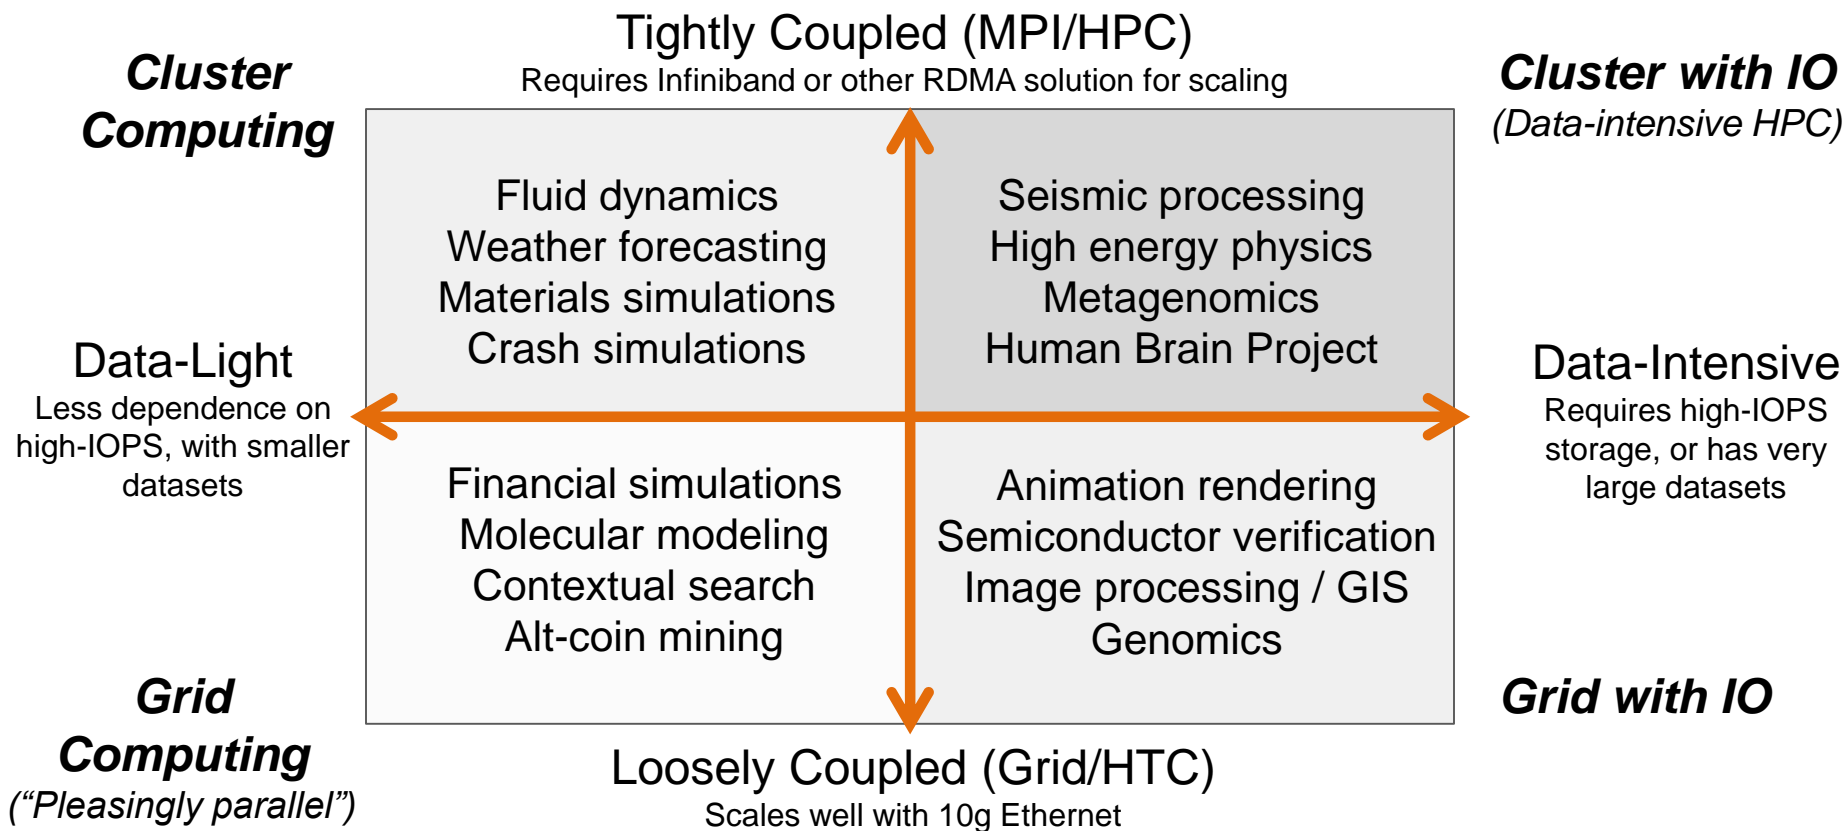 Tightly Coupled (MPI/HPC)
Requires Infiniband or other RDMA solution for scaling
Cluster
Computing
Cluster with IO
(Data-intensive HPC)
Fluid dynamics
Weather forecasting
Materials simulations
Crash simulations
Seismic processing
High energy physics
Metagenomics
Human Brain Project
Data-Light
Less dependence on
high-IOPS, with smaller
datasets
Data-Intensive
Requires high-IOPS
storage, or has very
large datasets
Financial simulations
Molecular modeling
Contextual search
Alt-coin mining
Animation rendering
Semiconductor verification
Image processing / GIS
Genomics
Grid
Computing
(“Pleasingly parallel”)
Grid with IO
Loosely Coupled (Grid/HTC)
Scales well with 10g Ethernet